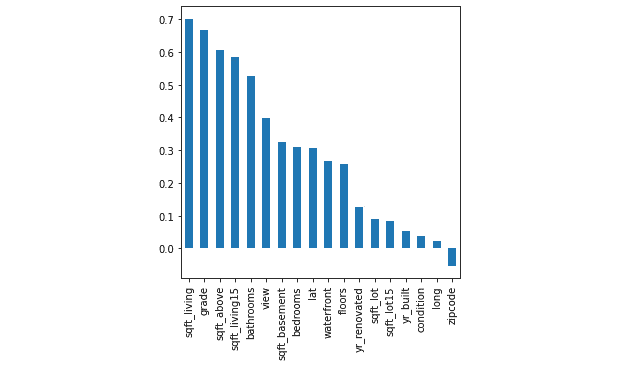 0.7
0.6
0.5
0.4
0.3
0.2
0.1
0.0
sqft_living
grade
sqft_above
sqft_living15
bathrooms
view
sqft_basement
bedrooms
lat
waterfront
floors
yr_renovated
sqft_lot
sqft_lot15
yr_built
condition
long
zipcode